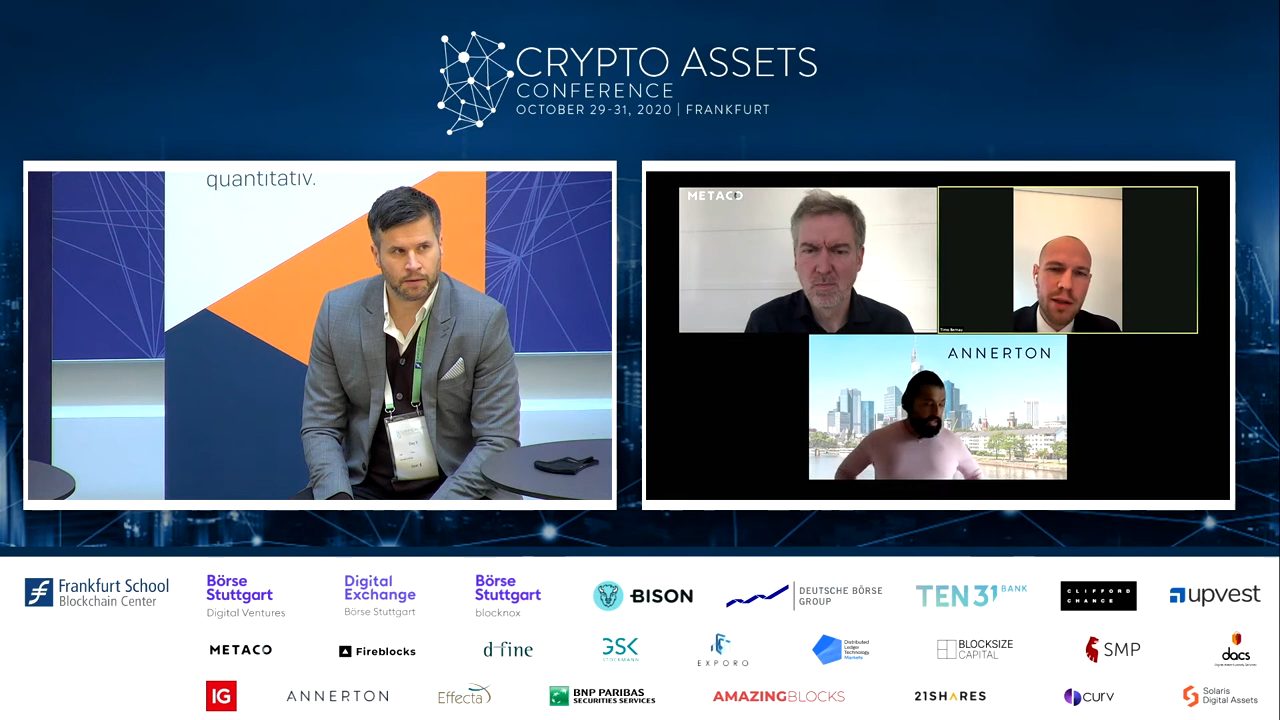 CRYPTO ASSETS
CONFERENCE
OCTOBER 29-31, 2020 | FRANKFURT
quantitativ.
METACO
Timo Bernau
ANNERTON
Frankfurt School
Blockchain Center
Börse
Stuttgart
Digital Ventures
Digital
Exchange
Börse Stuttgart
Börse
Stuttgart
blocknox
BISON
DEUTSCHE BÖRSE
GROUP
TEN31 BANK
CLIFFORD
CHANCE
upvest
METACO
Fireblocks
d-fine
GSK
STOCKMANN
EXPORO
Distributed
Ledger Technology
Markets
BLOCKSIZE
CAPITAL
SMP
dacs
IG
ANNERTON
Effecta
BNP PARIBAS
SECURITIES SERVICES
AMAZINGBLOCKS
21SHARES
curv
Solaris
Digital Assets